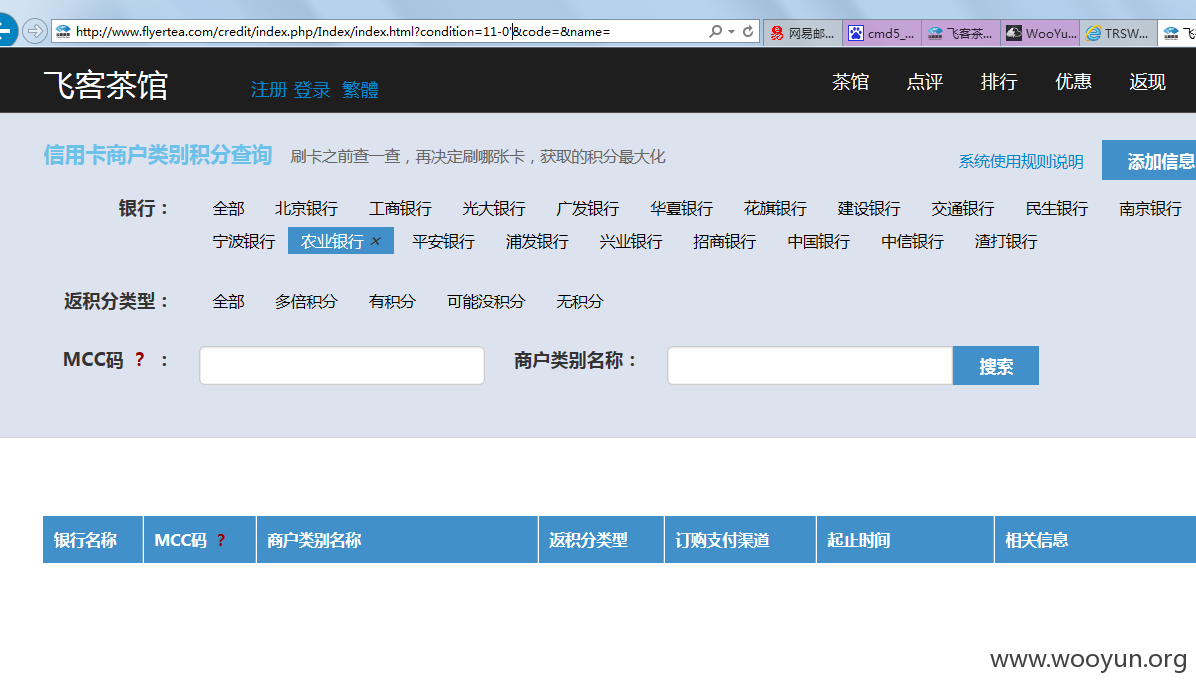 http://www.flyertea.com/credit/index.php/Index/index.html?condition=11-0'&code=&name=
网易邮... cmd5_... 飞客茶... WooYu... TRSW...
飞客茶馆 注册 登录 繁體 茶馆 点评 排行 优惠 返现
信用卡商户类别积分查询 刷卡之前查一查，再决定刷哪张卡，获取的积分最大化 系统使用规则说明 添加信息
银行： 全部 北京银行 工商银行 光大银行 广发银行 华夏银行 花旗银行 建设银行 交通银行 民生银行 南京银行
宁波银行 农业银行 × 平安银行 浦发银行 兴业银行 招商银行 中国银行 中信银行 渣打银行
返积分类型： 全部 多倍积分 有积分 可能没积分 无积分
MCC码 ？ ： 商户类别名称： 搜索
银行名称 MCC码 ？ 商户类别名称 返积分类型 订购支付渠道 起止时间 相关信息
www.wooyun.org